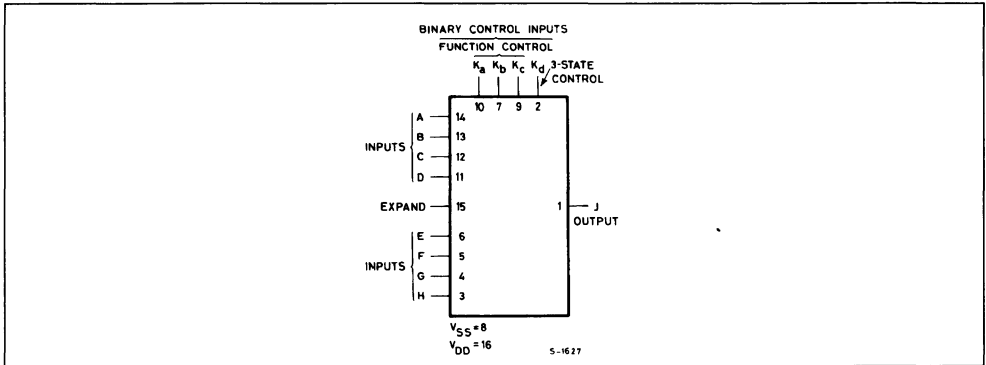 BINARY CONTROL INPUTS
FUNCTION CONTROL
Ka Kb Kc Kd 3-STATE
CONTROL
10 7 9 2
A 14
B 13
INPUTS
C 12
D 11
EXPAND 15
1 J
OUTPUT
E 6
F 5
INPUTS
G 4
H 3
VSS=8
VDD=16
S-1627